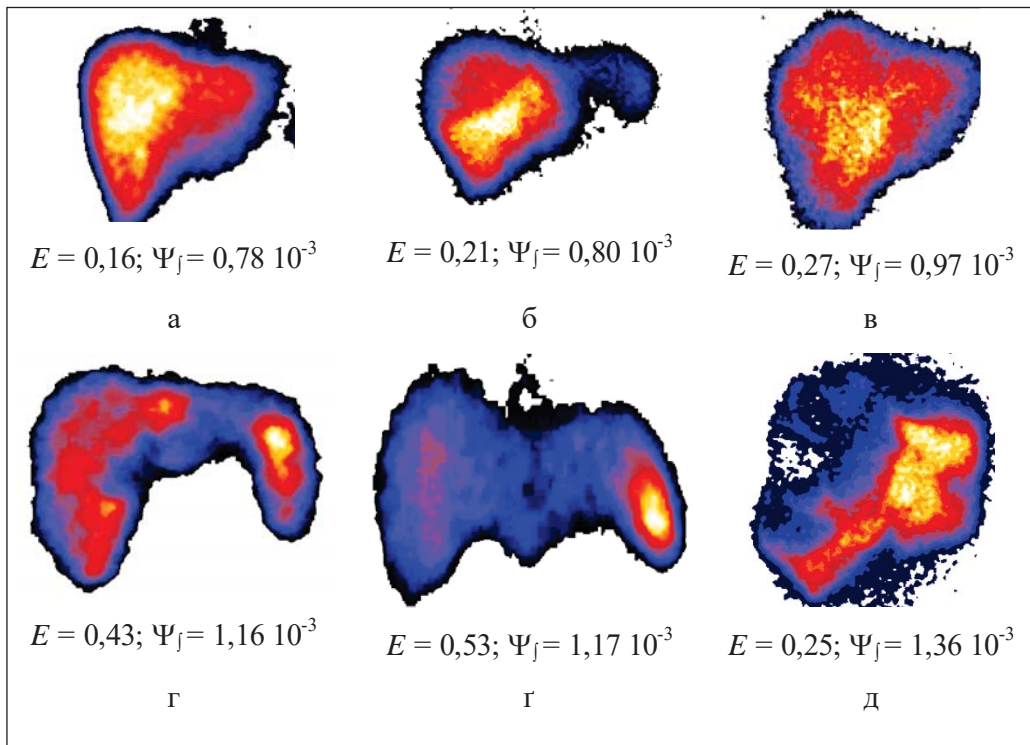 E = 0,16; Ψ∫ = 0,78 10⁻³
E = 0,21; Ψ∫ = 0,80 10⁻³
E = 0,27; Ψ∫ = 0,97 10⁻³
а
б
в
E = 0,43; Ψ∫ = 1,16 10⁻³
E = 0,53; Ψ∫ = 1,17 10⁻³
E = 0,25; Ψ∫ = 1,36 10⁻³
г
ґ
д